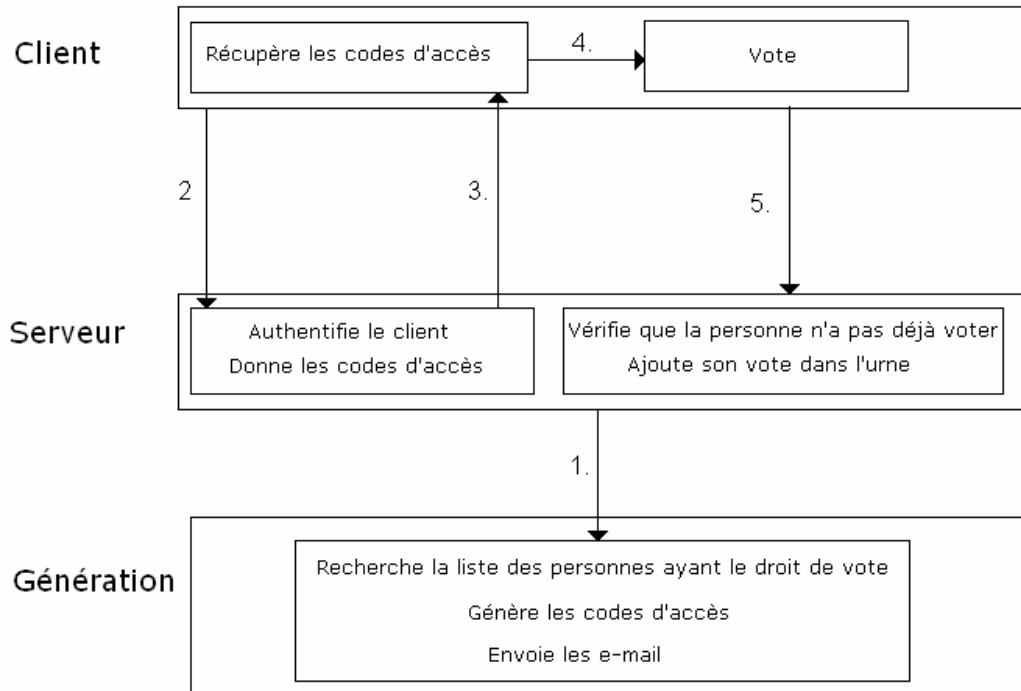 Client
Récupère les codes d'accès
4.
Vote
2
3.
5.
Serveur
Authentifie le client
Donne les codes d'accès
Vérifie que la personne n'a pas déjà voter
Ajoute son vote dans l'urne
1.
Génération
Recherche la liste des personnes ayant le droit de vote
Génère les codes d'accès
Envoie les e-mail